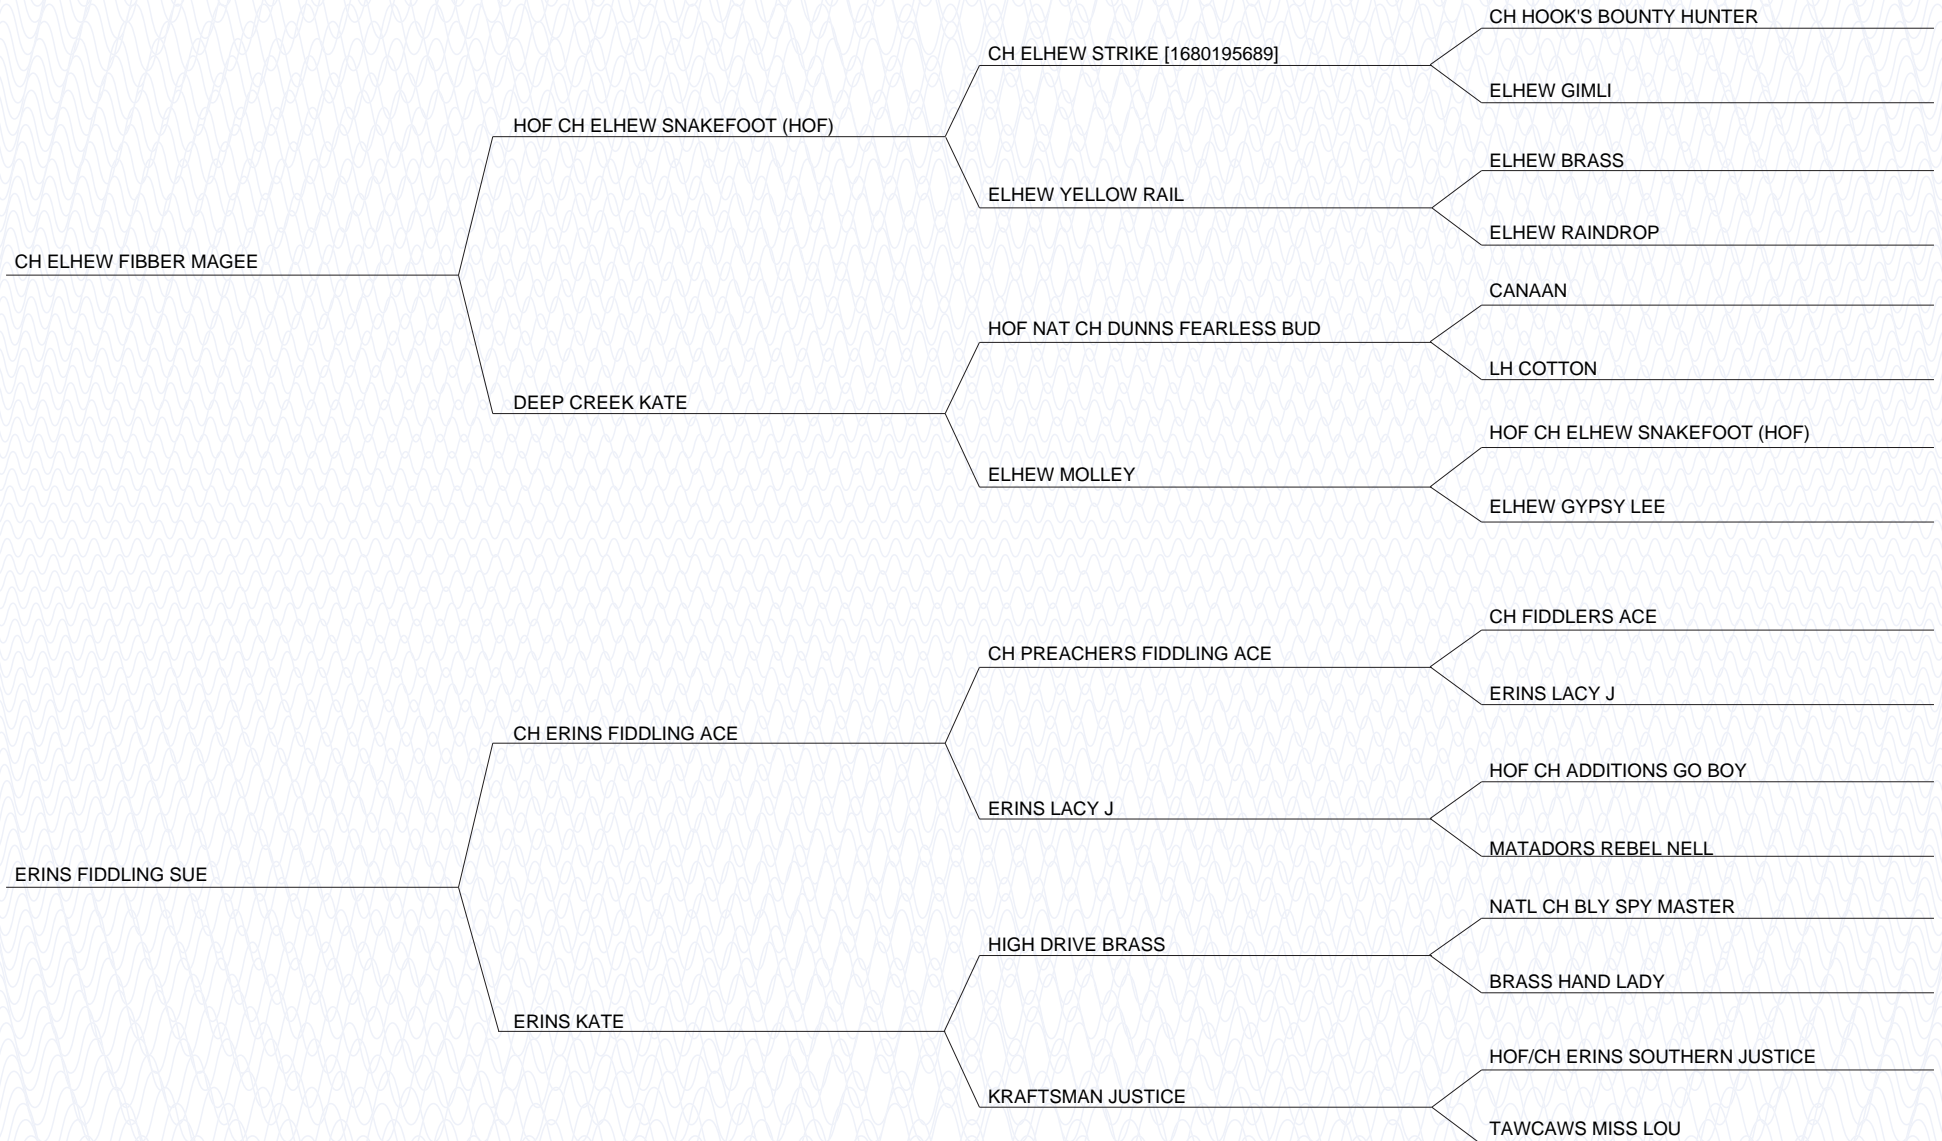 CH HOOK'S BOUNTY HUNTER
CH ELHEW STRIKE [1680195689]
ELHEW GIMLI
HOF CH ELHEW SNAKEFOOT (HOF)
ELHEW BRASS
ELHEW YELLOW RAIL
ELHEW RAINDROP
CH ELHEW FIBBER MAGEE
CANAAN
HOF NAT CH DUNNS FEARLESS BUD
LH COTTON
DEEP CREEK KATE
HOF CH ELHEW SNAKEFOOT (HOF)
ELHEW MOLLEY
ELHEW GYPSY LEE
CH FIDDLERS ACE
CH PREACHERS FIDDLING ACE
ERINS LACY J
CH ERINS FIDDLING ACE
HOF CH ADDITIONS GO BOY
ERINS LACY J
MATADORS REBEL NELL
ERINS FIDDLING SUE
NATL CH BLY SPY MASTER
HIGH DRIVE BRASS
BRASS HAND LADY
ERINS KATE
HOF/CH ERINS SOUTHERN JUSTICE
KRAFTSMAN JUSTICE
TAWCAWS MISS LOU